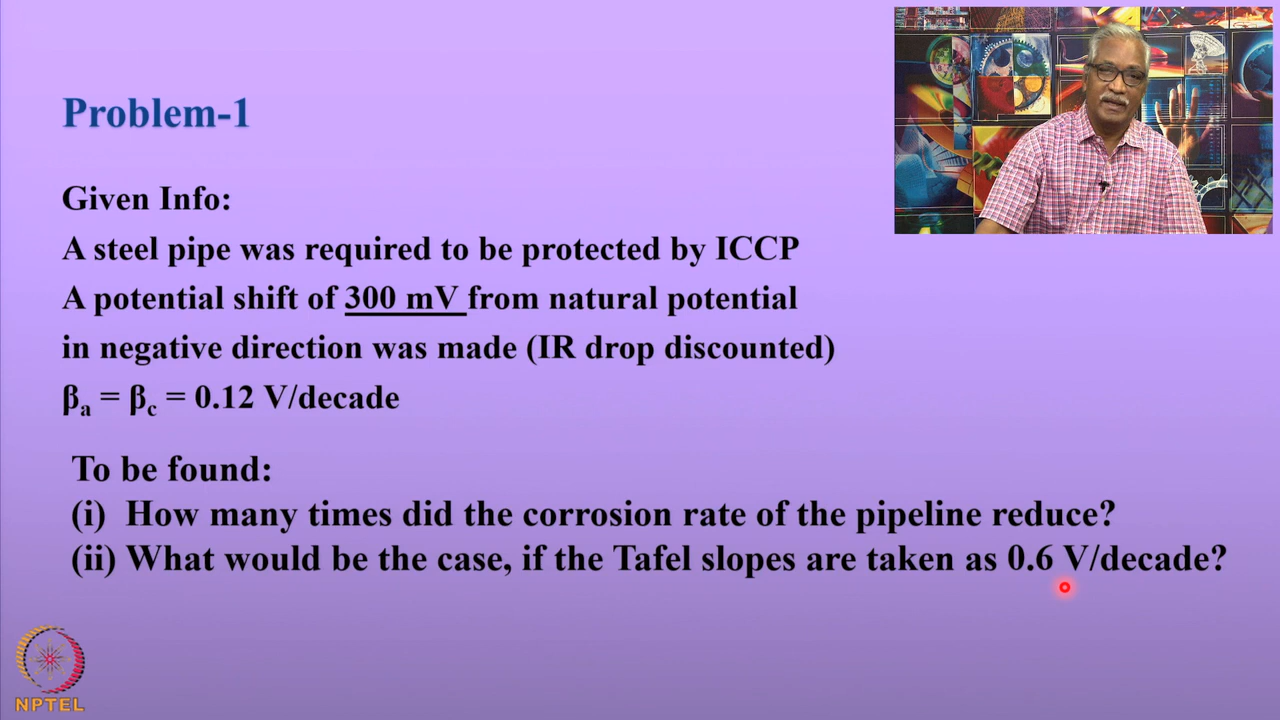 Problem-1
Given Info:
A steel pipe was required to be protected by ICCP
A potential shift of 300 mV from natural potential
in negative direction was made (IR drop discounted)
βa = βc = 0.12 V/decade
To be found:
(i) How many times did the corrosion rate of the pipeline reduce?
(ii) What would be the case, if the Tafel slopes are taken as 0.6 V/decade?
NPTEL